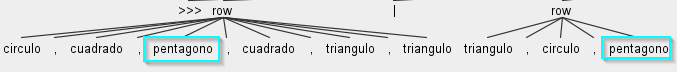 >>> row | row
circulo , cuadrado , pentagono , cuadrado , triangulo , triangulo triangulo , circulo , pentagono